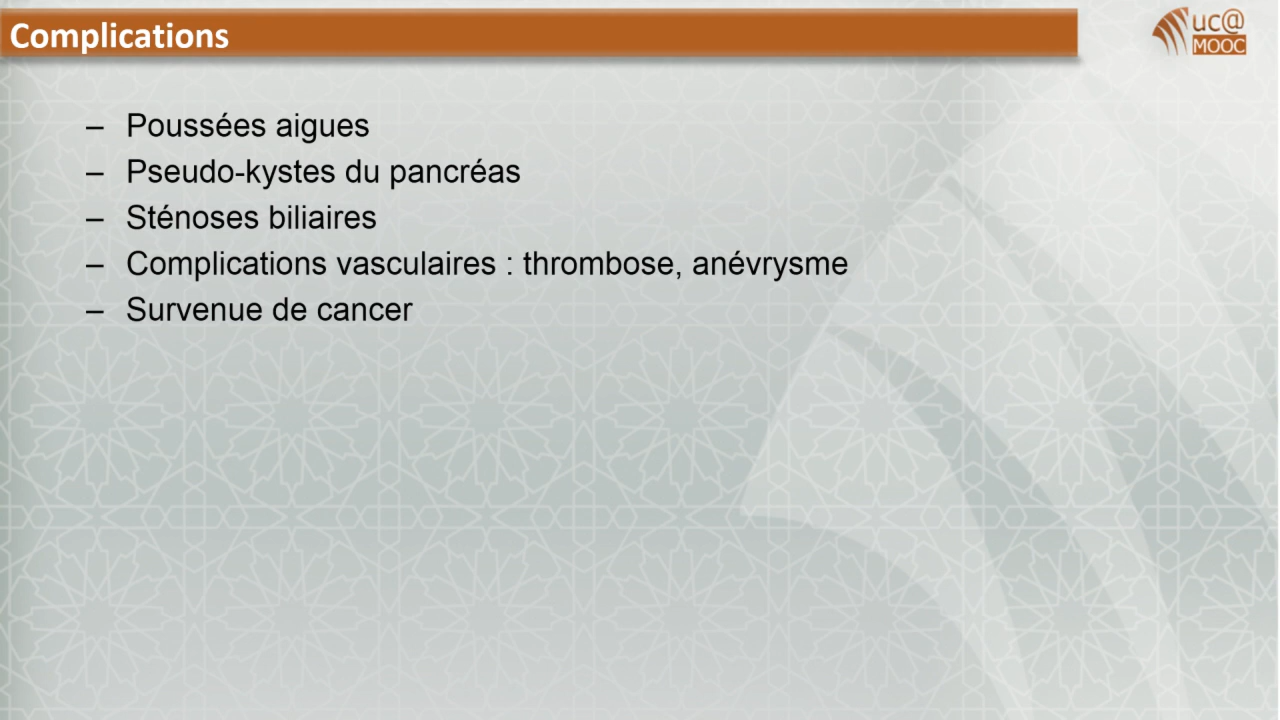 Complications
uc@
MOOC
– Poussées aigues
– Pseudo-kystes du pancréas
– Sténoses biliaires
– Complications vasculaires : thrombose, anévrysme
– Survenue de cancer